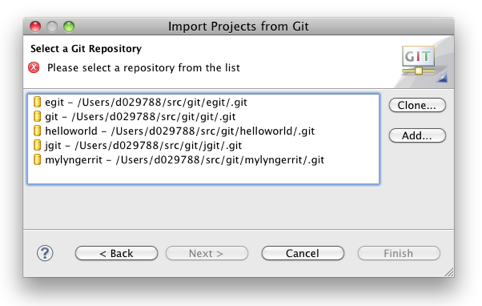 Import Projects from Git
Select a Git Repository
Please select a repository from the list
GIT
egit – /Users/d029788/src/git/egit/.git
git – /Users/d029788/src/git/git/.git
helloworld – /Users/d029788/src/git/helloworld/.git
jgit – /Users/d029788/src/git/jgit/.git
mylyngerrit – /Users/d029788/src/git/mylyngerrit/.git
Clone...
Add...
?
< Back
Next >
Cancel
Finish